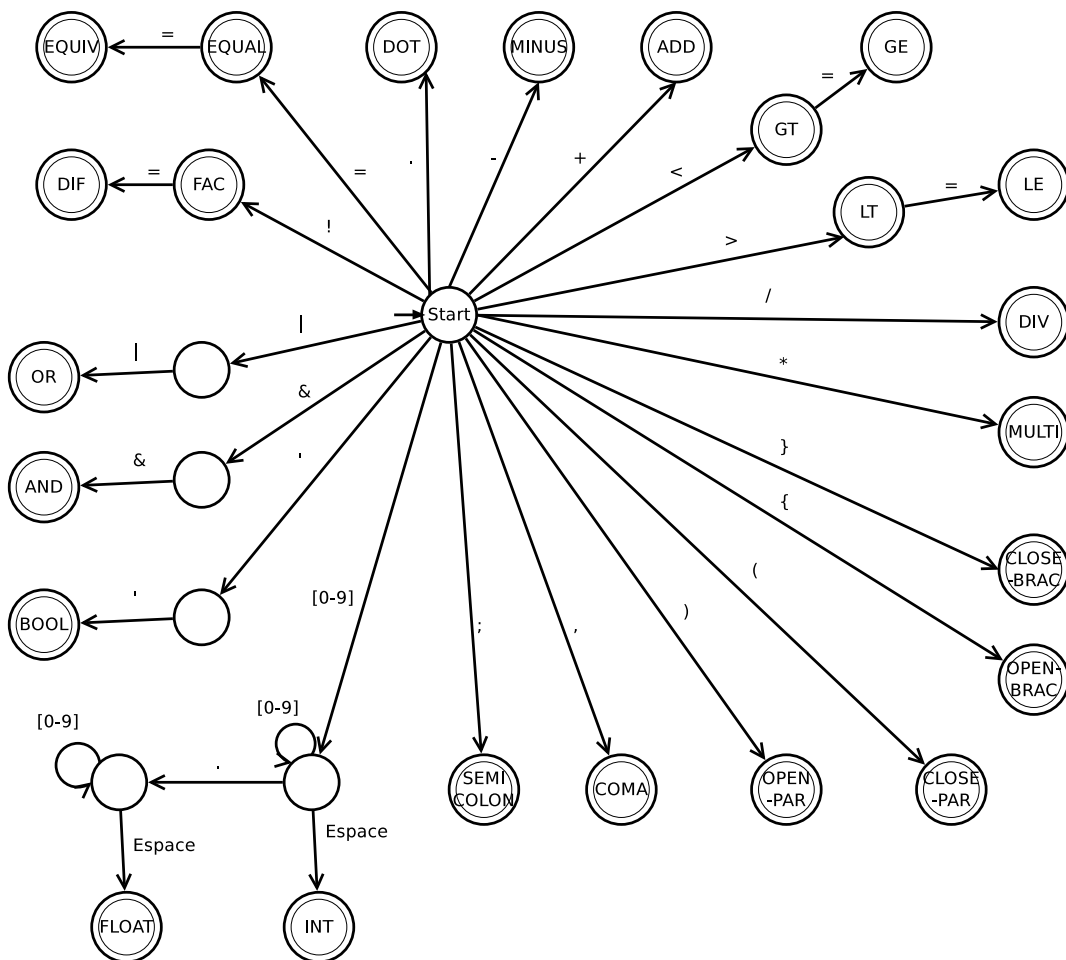 =
EQUIV
EQUAL
DOT
MINUS
ADD
GE
=
GT
.
-
+
<
=
!
=
DIF
FAC
=
LE
LT
>
Start
/
DIV
|
|
OR
*
MULTI
&
&
AND
'
}
{
CLOSE
-BRAC
(
[0-9]
'
BOOL
;
,
)
OPEN-
BRAC
[0-9]
[0-9]
.
SEMI
COLON
COMA
OPEN
-PAR
CLOSE
-PAR
Espace
Espace
FLOAT
INT